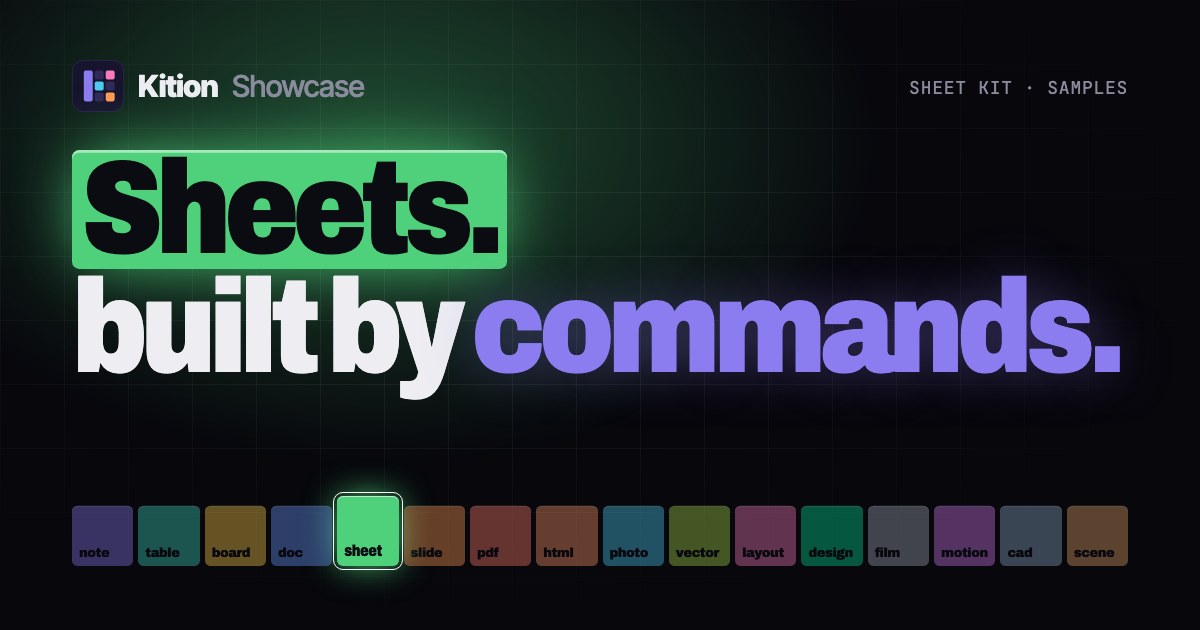 Kition Showcase
SHEET KIT · SAMPLES
Sheets.
built by commands.
note table board doc sheet slide pdf html photo vector layout design film motion cad scene